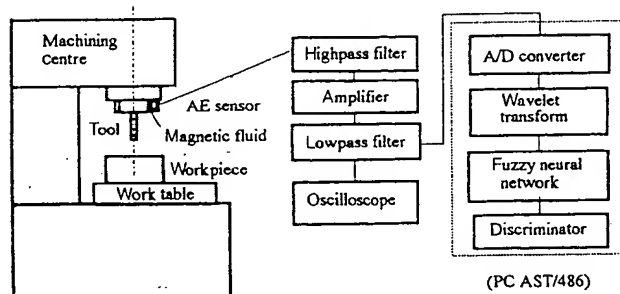 Machining
Centre
AE sensor
Tool
Magnetic fluid
Workpiece
Work table
Highpass filter
Amplifier
Lowpass filter
Oscilloscope
A/D converter
Wavelet
transform
Fuzzy neural
network
Discriminator
(PC AST/486)